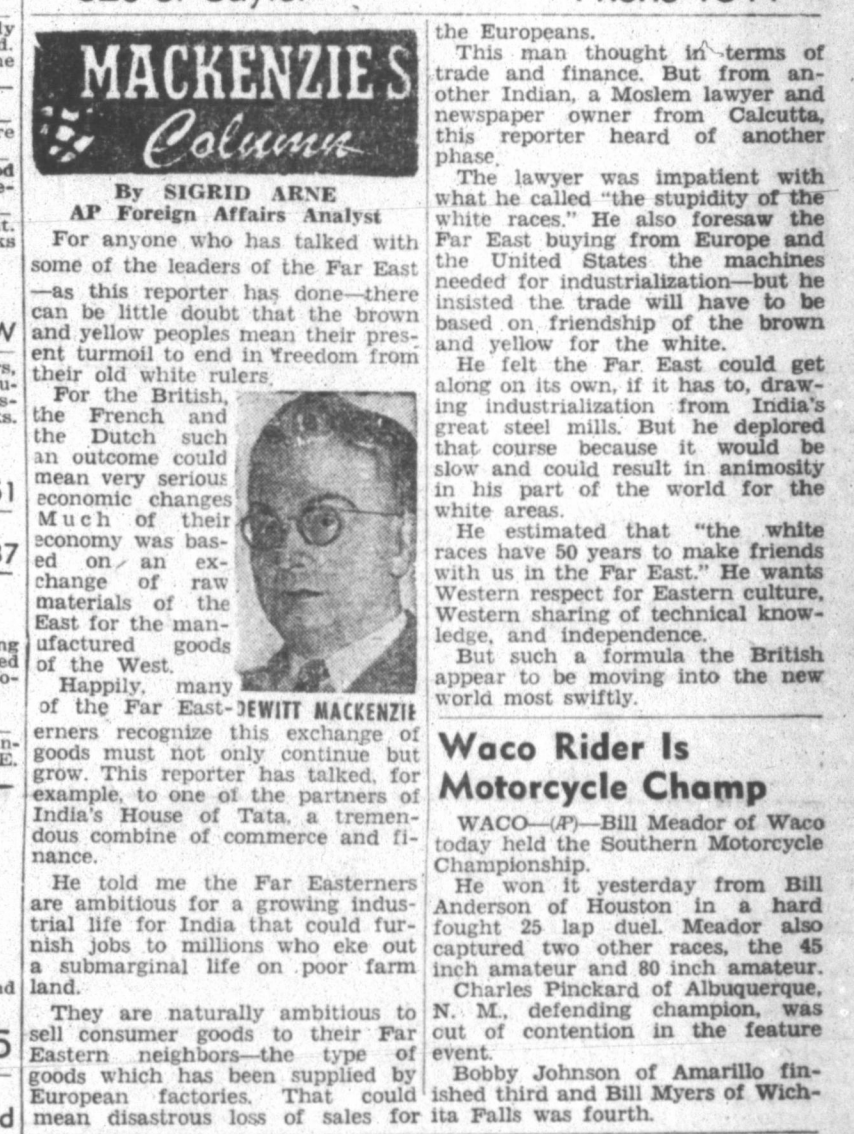 MACKENZIE'S
Column
By SIGRID ARNE
AP Foreign Affairs Analyst
For anyone who has talked with
some of the leaders of the Far East
—as this reporter has done—there
can be little doubt that the brown
and yellow peoples mean their pres-
ent turmoil to end in freedom from
their old white rulers.
For the British,
the French and
the Dutch such
an outcome could
mean very serious
economic changes
Much of their
economy was bas-
ed on an ex-
change of raw
materials of the
East for the man-
ufactured goods
of the West.
Happily, many
of the Far East-
DEWITT MACKENZIE
erners recognize this exchange of
goods must not only continue but
grow. This reporter has talked, for
example, to one of the partners of
India's House of Tata, a tremen-
dous combine of commerce and fi-
nance.
He told me the Far Easterners
are ambitious for a growing indus-
trial life for India that could fur-
nish jobs to millions who eke out
a submarginal life on poor farm
land.
They are naturally ambitious to
sell consumer goods to their Far
Eastern neighbors—the type of
goods which has been supplied by
European factories. That could
mean disastrous loss of sales for
the Europeans.
This man thought in terms of
trade and finance. But from an-
other Indian, a Moslem lawyer and
newspaper owner from Calcutta,
this reporter heard of another
phase.
The lawyer was impatient with
what he called "the stupidity of the
white races." He also foresaw the
Far East buying from Europe and
the United States the machines
needed for industrialization—but he
insisted the trade will have to be
based on friendship of the brown
and yellow for the white.
He felt the Far East could get
along on its own, if it has to, draw-
ing industrialization from India's
great steel mills. But he deplored
that course because it would be
slow and could result in animosity
in his part of the world for the
white areas.
He estimated that "the white
races have 50 years to make friends
with us in the Far East." He wants
Western respect for Eastern culture,
Western sharing of technical know-
ledge, and independence.
But such a formula the British
appear to be moving into the new
world most swiftly.
Waco Rider Is
Motorcycle Champ
WACO—(AP)—Bill Meador of Waco
today held the Southern Motorcycle
Championship.
He won it yesterday from Bill
Anderson of Houston in a hard
fought 25 lap duel. Meador also
captured two other races, the 45
inch amateur and 80 inch amateur.
Charles Pinckard of Albuquerque,
N. M., defending champion, was
out of contention in the feature
event.
Bobby Johnson of Amarillo fin-
ished third and Bill Myers of Wich-
ita Falls was fourth.